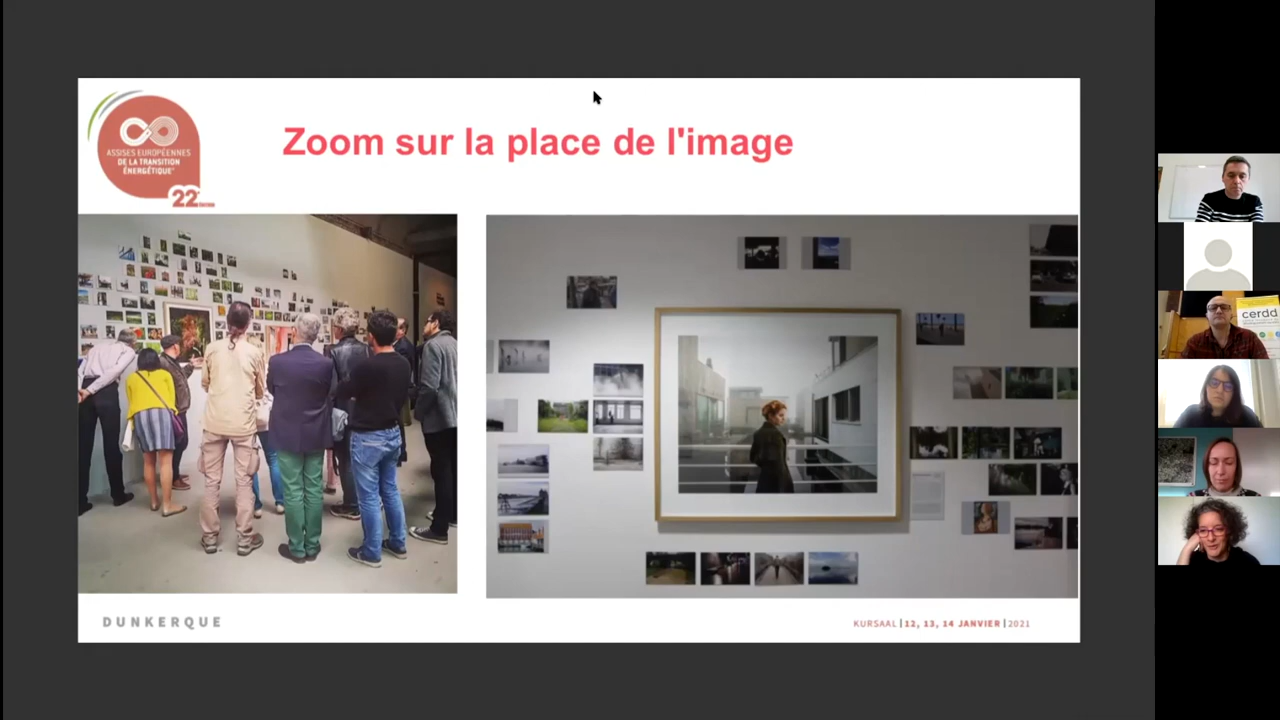 Zoom sur la place de l'image
ASSISES EUROPÉENNES
DE LA TRANSITION
ÉNERGÉTIQUE
22
DUNKERQUE
KURSAAL | 12, 13, 14 JANVIER | 2021
cerdd